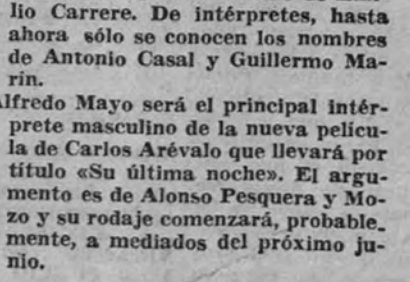 lio Carrere. De intérpretes, hasta
ahora sólo se conocen los nombres
de Antonio Casal y Guillermo Ma-
rín.
Alfredo Mayo será el principal intér-
prete masculino de la nueva pelícu-
la de Carlos Arévalo que llevará por
título «Su última noche». El argu-
mento es de Alonso Pesquera y Mo-
zo y su rodaje comenzará, probable_
mente, a mediados del próximo ju-
nio.